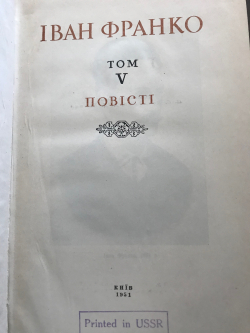 ІВАН ФРАНКО
ТОМ
V
ПОВІСТІ
КИЇВ
1951
Printed in USSR